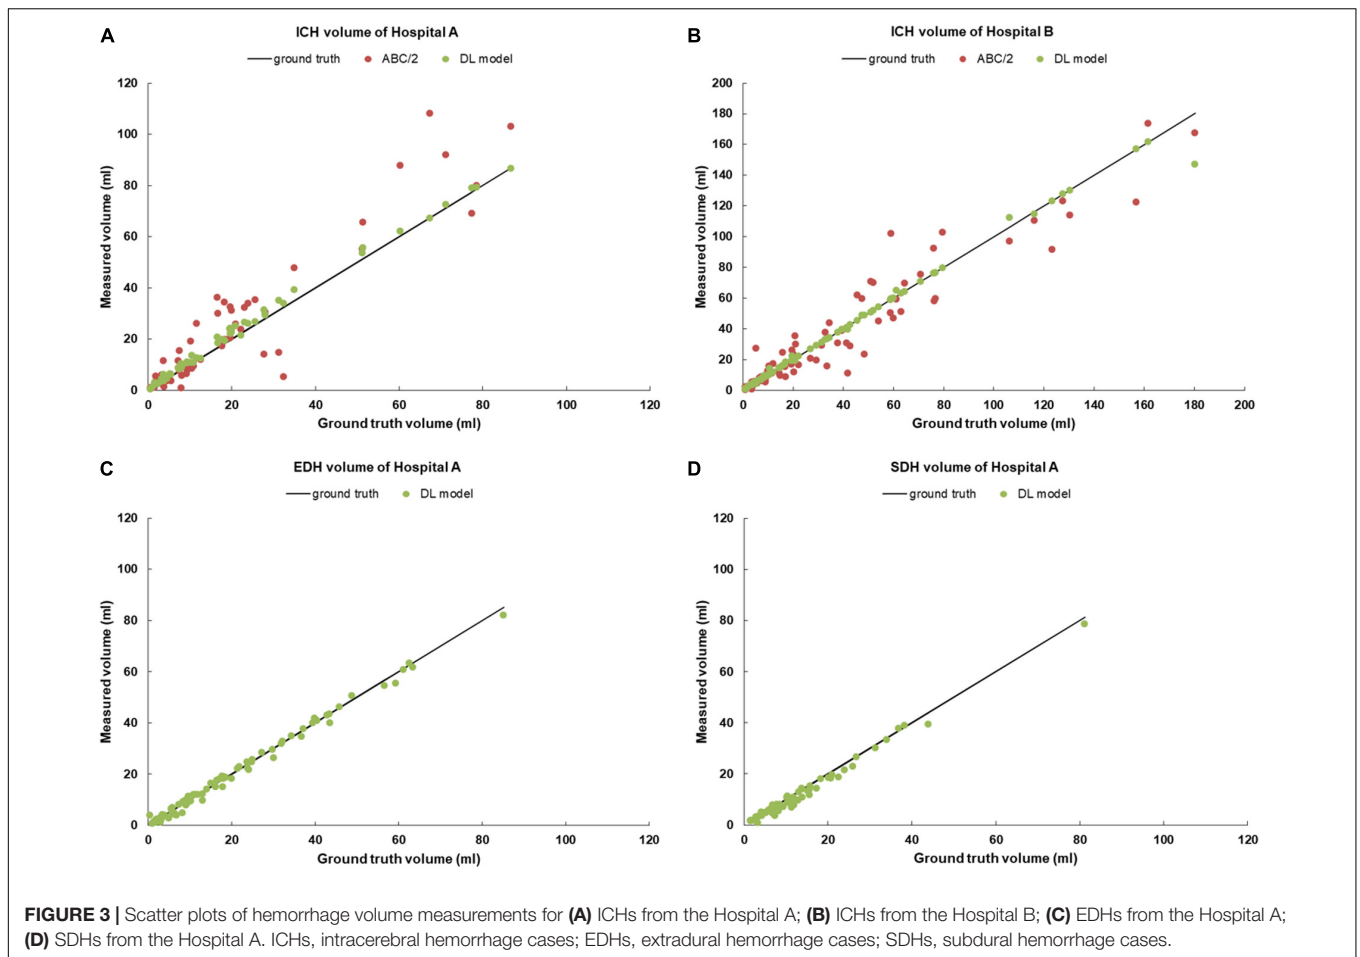 A
ICH volume of Hospital A
ground truth ABC/2 DL model
Measured volume (ml)
120
100
80
60
40
20
0
0 20 40 60 80 100 120
Ground truth volume (ml)
B
ICH volume of Hospital B
ground truth ABC/2 DL model
Measured volume (ml)
200
180
160
140
120
100
80
60
40
20
0
0 20 40 60 80 100 120 140 160 180 200
Ground truth volume (ml)
C
EDH volume of Hospital A
ground truth DL model
Measured volume (ml)
120
100
80
60
40
20
0
0 20 40 60 80 100 120
Ground truth volume (ml)
D
SDH volume of Hospital A
ground truth DL model
Measured volume (ml)
120
100
80
60
40
20
0
0 20 40 60 80 100 120
Ground truth volume (ml)
FIGURE 3 | Scatter plots of hemorrhage volume measurements for (A) ICHs from the Hospital A; (B) ICHs from the Hospital B; (C) EDHs from the Hospital A;
(D) SDHs from the Hospital A. ICHs, intracerebral hemorrhage cases; EDHs, extradural hemorrhage cases; SDHs, subdural hemorrhage cases.